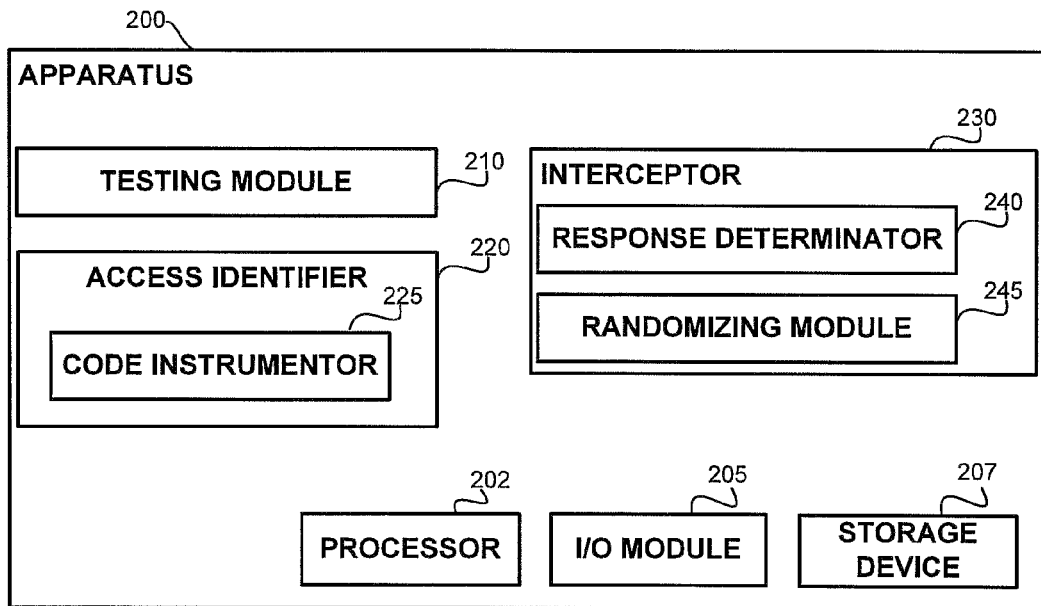 200
APPARATUS
210
TESTING MODULE
220
ACCESS IDENTIFIER
225
CODE INSTRUMENTOR
230
INTERCEPTOR
240
RESPONSE DETERMINATOR
245
RANDOMIZING MODULE
202
PROCESSOR
205
I/O MODULE
207
STORAGE
DEVICE